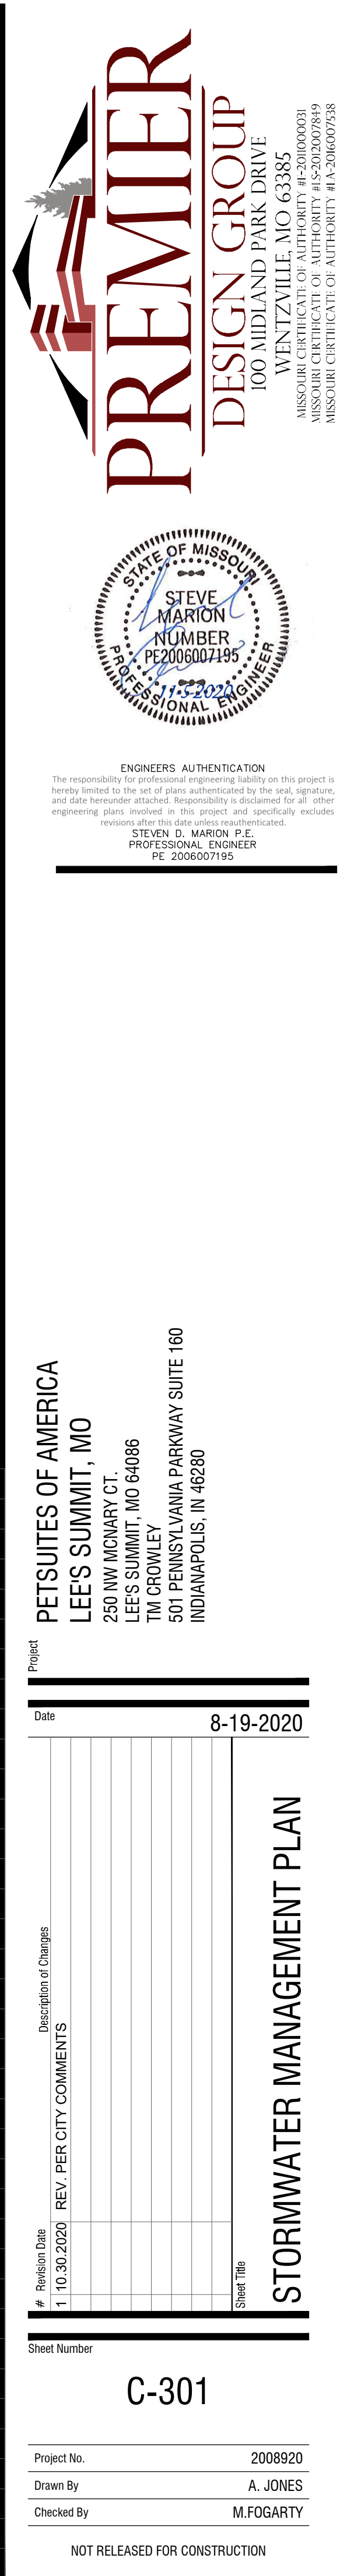 PREMIER
DESIGN GROUP
100 MIDLAND PARK DRIVE
WENTZVILLE, MO 63385
MISSOURI CERTIFICATE OF AUTHORITY #E-2011000031
MISSOURI CERTIFICATE OF AUTHORITY #LS-2012007849
MISSOURI CERTIFICATE OF AUTHORITY #LA-2016007538
STATE OF MISSOURI
STEVE
MARION
NUMBER
PE2006007195
11-5-2020
PROFESSIONAL ENGINEER
ENGINEERS AUTHENTICATION
The responsibility for professional engineering liability on this project is
hereby limited to the set of plans authenticated by the seal, signature,
and date hereunder attached. Responsibility is disclaimed for all other
engineering plans involved in this project and specifically excludes
revisions after this date unless reauthenticated.
STEVEN D. MARION P.E.
PROFESSIONAL ENGINEER
PE 2006007195
Project
PETSUITES OF AMERICA
LEE'S SUMMIT, MO
250 NW MCNARY CT.
LEE'S SUMMIT, MO 64086
TM CROWLEY
501 PENNSYLVANIA PARKWAY SUITE 160
INDIANAPOLIS, IN 46280
Date
8-19-2020
# Revision Date Description of Changes
1 10.30.2020 REV. PER CITY COMMENTS
Sheet Title
STORMWATER MANAGEMENT PLAN
Sheet Number
C-301
Project No. 2008920
Drawn By A. JONES
Checked By M.FOGARTY
NOT RELEASED FOR CONSTRUCTION